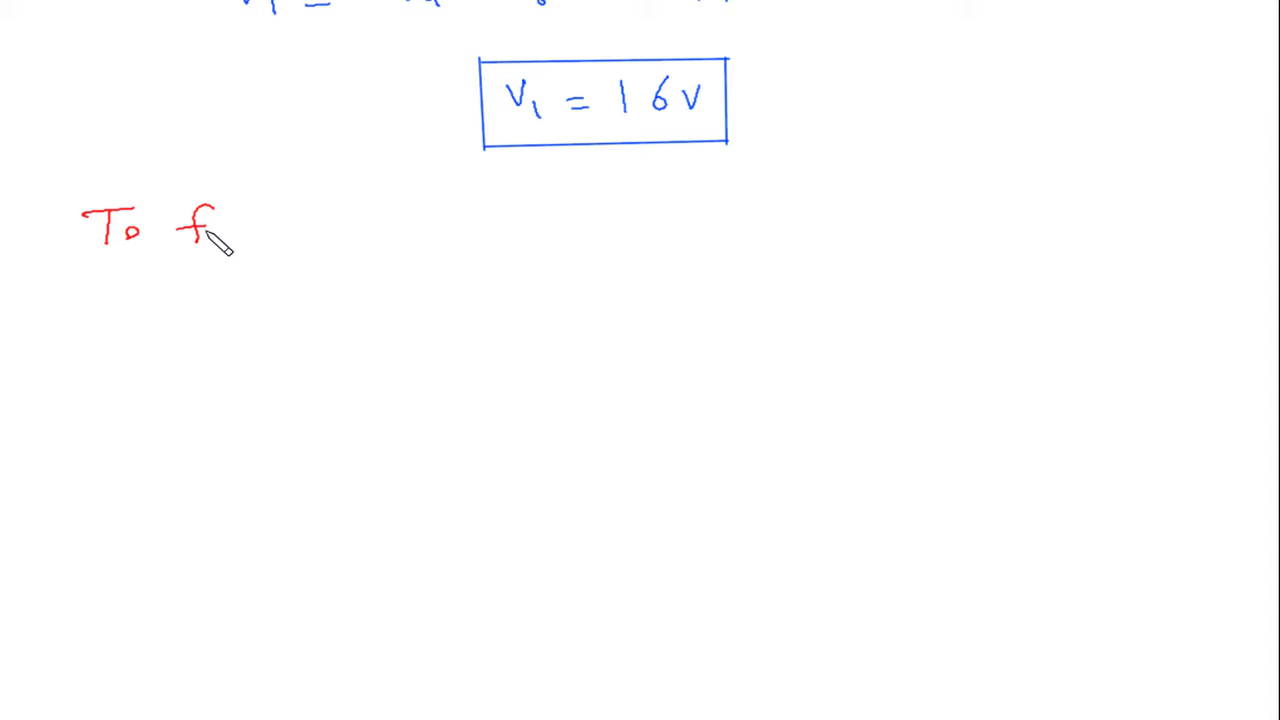 V₁ = 16V
To f